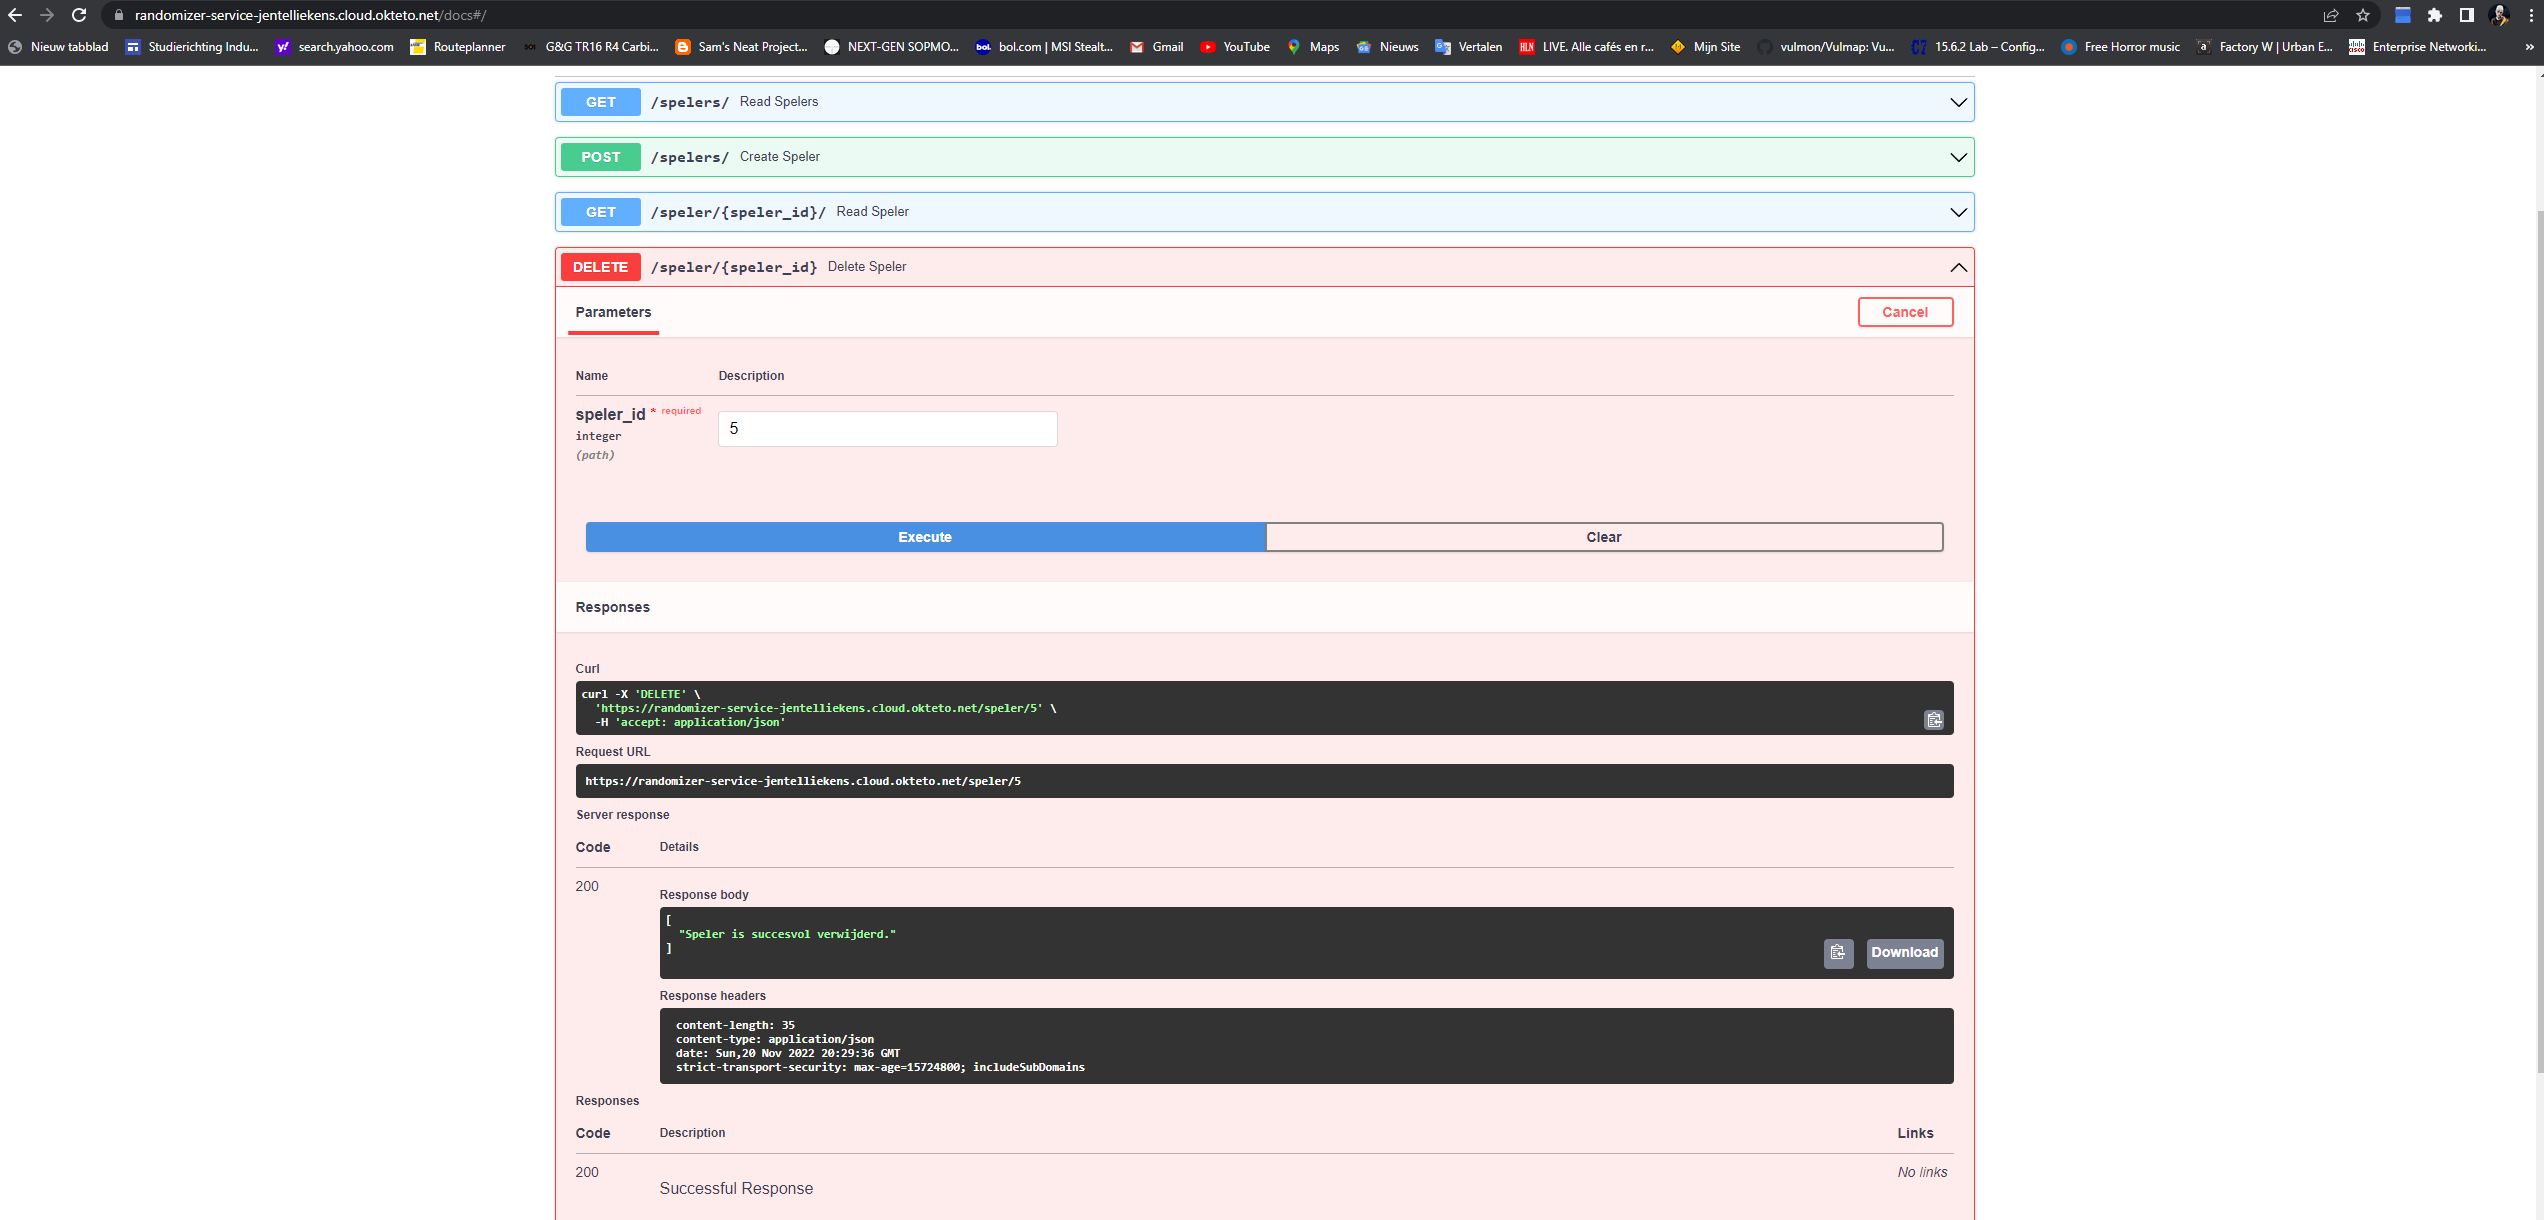 randomizer-service-jentelliekens.cloud.okteto.net/docs#/
Nieuw tabblad Studierichting Indu... search.yahoo.com Routeplanner G&G TR16 R4 Carbi... Sam's Neat Project... NEXT-GEN SOPMO... bol.com | MSI Stealt... Gmail YouTube Maps Nieuws Vertalen LIVE. Alle cafés en r... Mijn Site vulmon/Vulmap: Vu... 15.6.2 Lab – Config... Free Horror music Factory W | Urban E... Enterprise Networki... »
GET /spelers/ Read Spelers
POST /spelers/ Create Speler
GET /speler/{speler_id}/ Read Speler
DELETE /speler/{speler_id} Delete Speler
Parameters Cancel
Name Description
speler_id * required
integer
(path)
5
Execute Clear
Responses
Curl
curl -X 'DELETE' \
'https://randomizer-service-jentelliekens.cloud.okteto.net/speler/5' \
-H 'accept: application/json'
Request URL
https://randomizer-service-jentelliekens.cloud.okteto.net/speler/5
Server response
Code Details
200
Response body
[
"Speler is succesvol verwijderd."
]
Download
Response headers
content-length: 35
content-type: application/json
date: Sun,20 Nov 2022 20:29:36 GMT
strict-transport-security: max-age=15724800; includeSubDomains
Responses
Code Description Links
200 No links
Successful Response